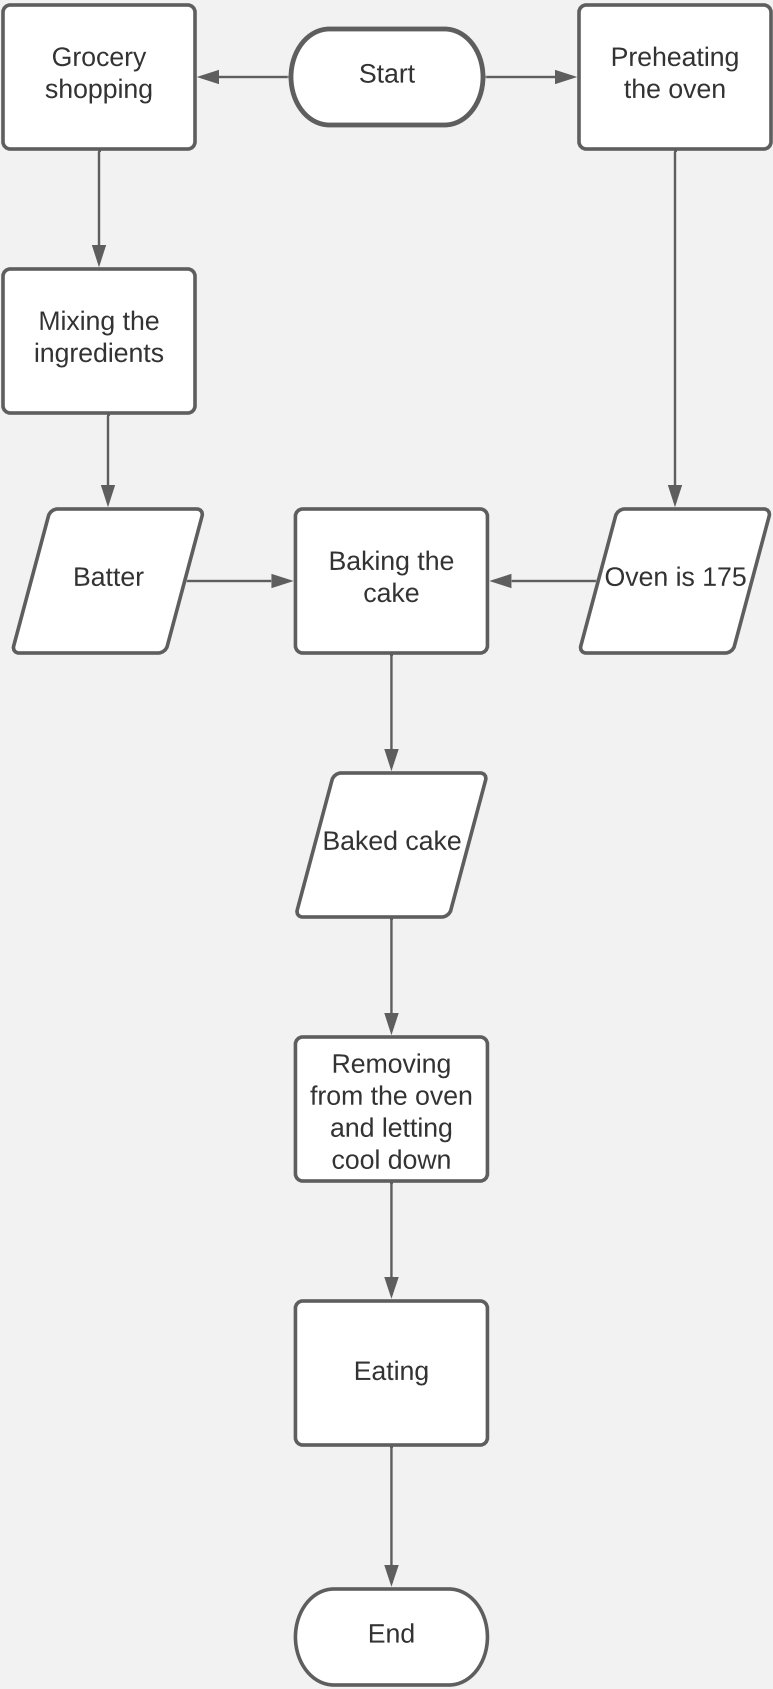 Grocery
shopping
Start
Preheating
the oven
Mixing the
ingredients
Batter
Baking the
cake
Oven is 175
Baked cake
Removing
from the oven
and letting
cool down
Eating
End